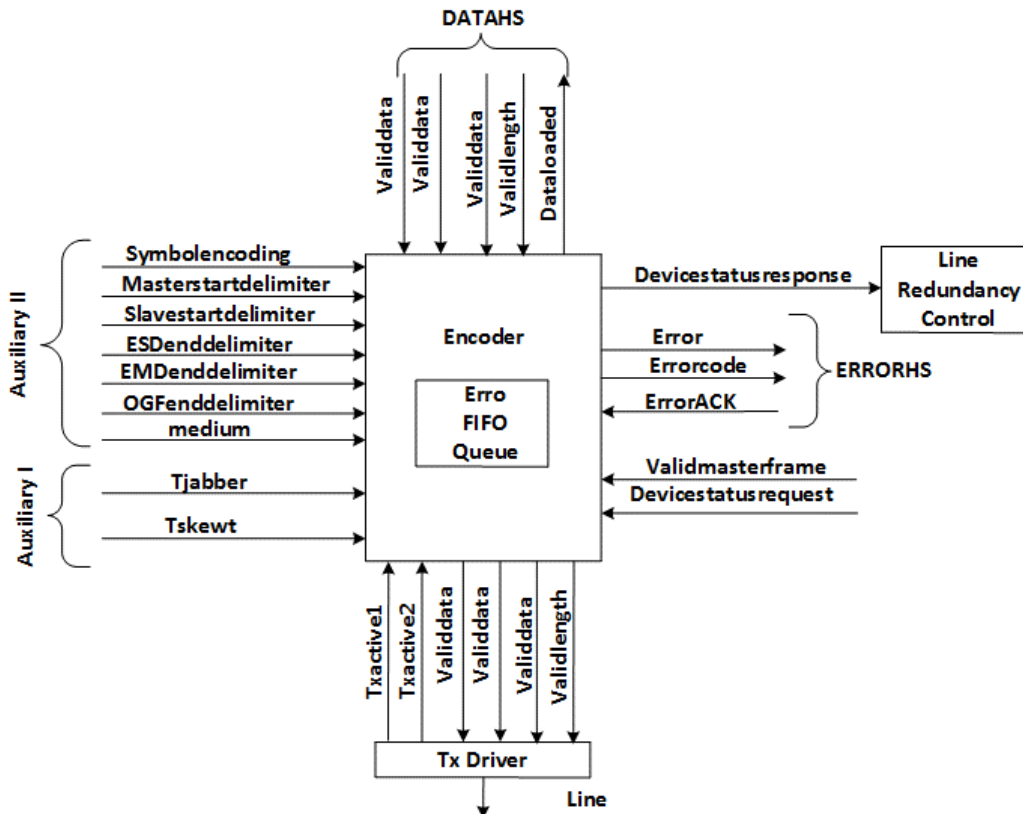 DATAHS
Validdata
Validdata
Validdata
Validlength
Dataloaded
Auxiliary II
Symbolencoding
Masterstartdelimiter
Slavestartdelimiter
ESDenddelimiter
EMDenddelimiter
OGFenddelimiter
medium
Auxiliary I
Tjabber
Tskewt
Encoder
Erro
FIFO
Queue
Devicestatusresponse
Line
Redundancy
Control
Error
Errorcode
ErrorACK
ERRORHS
Validmasterframe
Devicestatusrequest
Txactive1
Txactive2
Validdata
Validdata
Validdata
Validlength
Tx Driver
Line